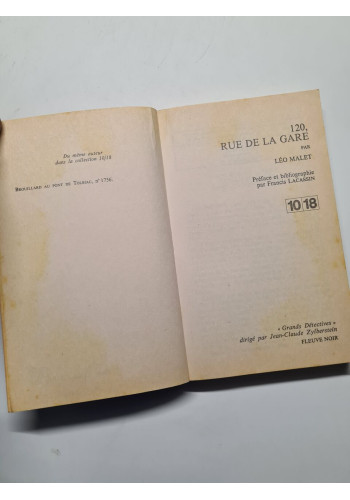 Du même auteur
dans la collection 10/18
BROUILLARD AU PONT DE TOLBIAC, nº 1756.
120,
RUE DE LA GARE
PAR
LÉO MALET
Préface et bibliographie
par Francis LACASSIN
10|18
« Grands Détectives »
dirigé par Jean-Claude Zylberstein
FLEUVE NOIR